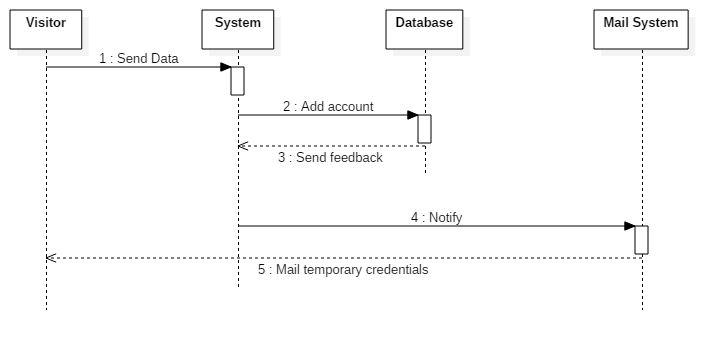 Visitor
System
Database
Mail System
1 : Send Data
2 : Add account
3 : Send feedback
4 : Notify
5 : Mail temporary credentials